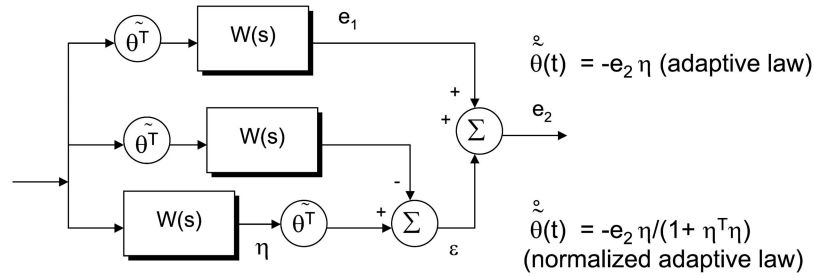 θ̃ᵀ
W(s)
e₁
θ̃̊(t) = -e₂ η (adaptive law)
+
+
Σ
e₂
θ̃ᵀ
W(s)
-
W(s)
η
θ̃ᵀ
+
Σ
ε
θ̃̊(t) = -e₂ η/(1+ ηᵀη)
(normalized adaptive law)